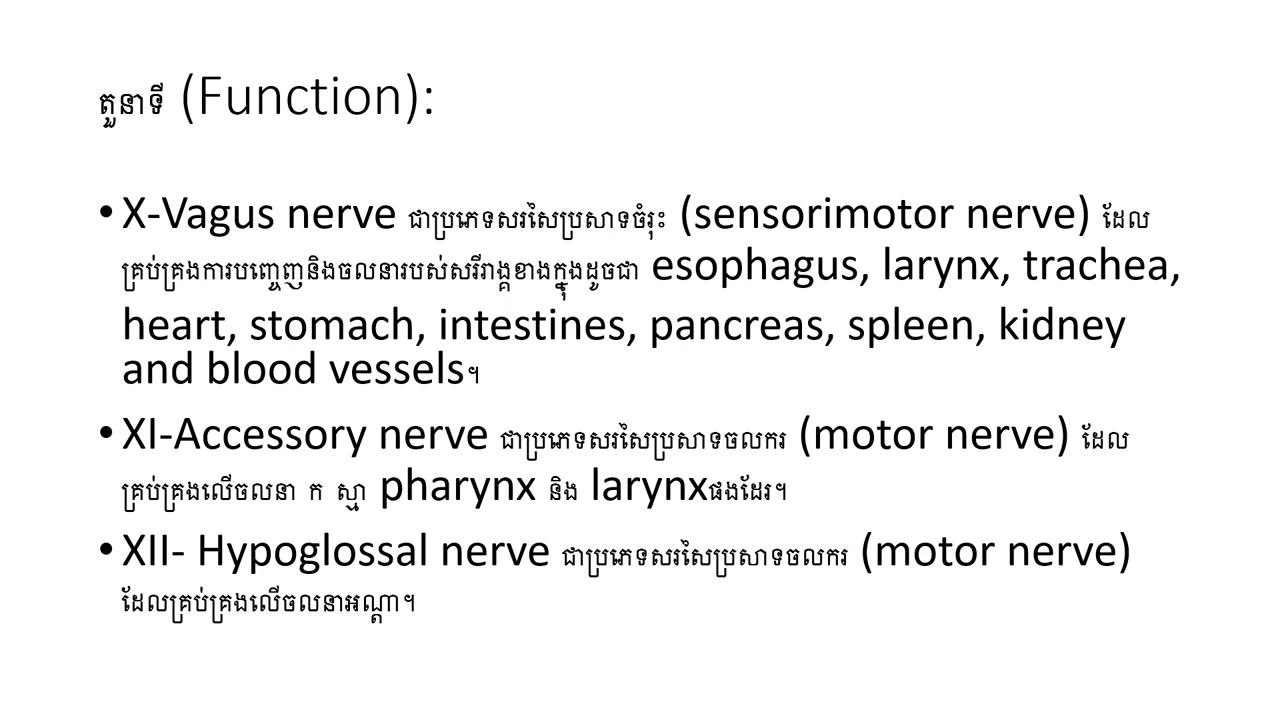 តួនាទី (Function):
• X-Vagus nerve ជាប្រភេទសរសៃប្រសាទចំរុះ (sensorimotor nerve) ដែល
គ្រប់គ្រងការបញ្ចេញនិងចលនារបស់សរីរាង្គខាងក្នុងដូចជា esophagus, larynx, trachea,
heart, stomach, intestines, pancreas, spleen, kidney
and blood vessels។
• XI-Accessory nerve ជាប្រភេទសរសៃប្រសាទចលករ (motor nerve) ដែល
គ្រប់គ្រងលើចលនា ក ស្មា pharynx និង larynxផងដែរ។
• XII- Hypoglossal nerve ជាប្រភេទសរសៃប្រសាទចលករ (motor nerve)
ដែលគ្រប់គ្រងលើចលនាអណ្តា។